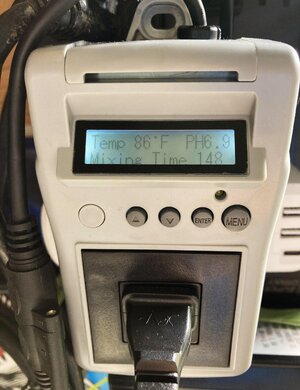 Temp 86°F PH6.9
Mixing Time 148
ENTER
MENU